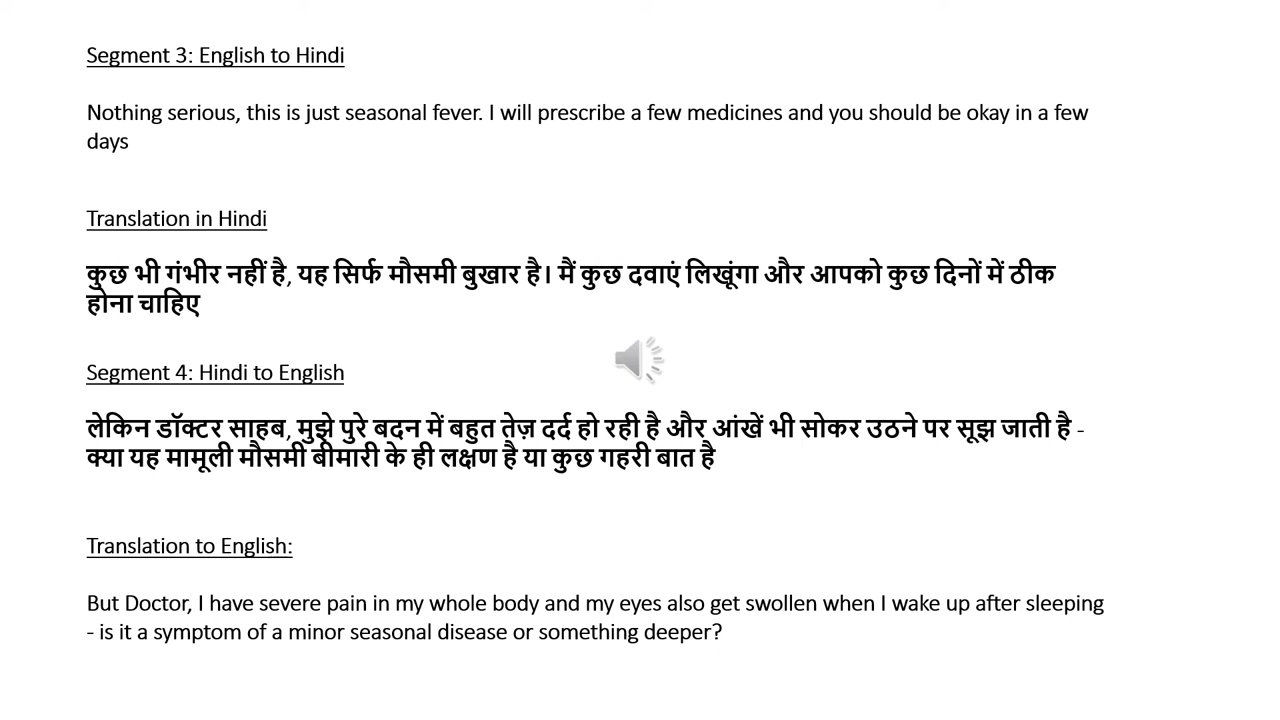 Segment 3: English to Hindi
Nothing serious, this is just seasonal fever. I will prescribe a few medicines and you should be okay in a few
days
Translation in Hindi
कुछ भी गंभीर नहीं है, यह सिर्फ मौसमी बुखार है। मैं कुछ दवाएं लिखूंगा और आपको कुछ दिनों में ठीक
होना चाहिए
Segment 4: Hindi to English
लेकिन डॉक्टर साहब, मुझे पुरे बदन में बहुत तेज़ दर्द हो रही है और आंखें भी सोकर उठने पर सूझ जाती है -
क्या यह मामूली मौसमी बीमारी के ही लक्षण है या कुछ गहरी बात है
Translation to English:
But Doctor, I have severe pain in my whole body and my eyes also get swollen when I wake up after sleeping
- is it a symptom of a minor seasonal disease or something deeper?